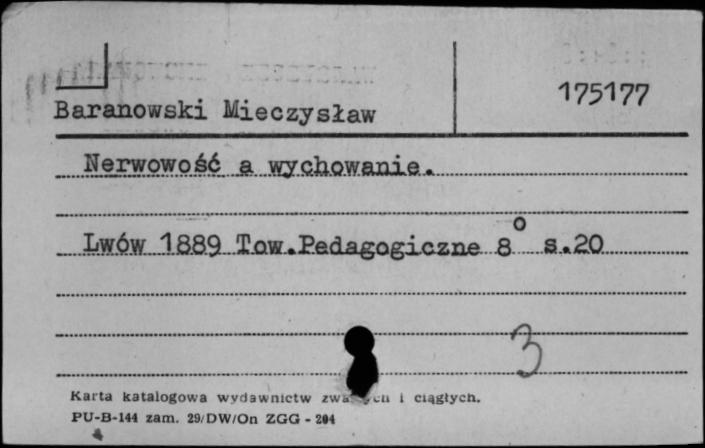 Baranowski Mieczysław
175177
Nerwowość a wychowanie.
Lwów 1889 Tow.Pedagogiczne 8° s.20
3
Karta katalogowa wydawnictw i ciągłych.
PU-B-144 zam. 29/DW/On ZGG - 204